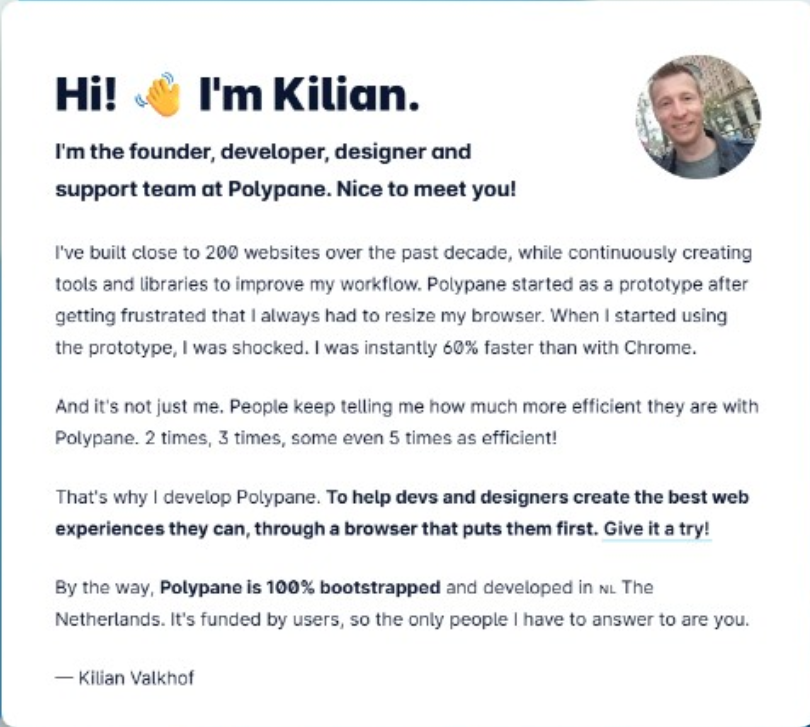 Hi! 👋 I'm Kilian.
I'm the founder, developer, designer and
support team at Polypane. Nice to meet you!
I've built close to 200 websites over the past decade, while continuously creating
tools and libraries to improve my workflow. Polypane started as a prototype after
getting frustrated that I always had to resize my browser. When I started using
the prototype, I was shocked. I was instantly 60% faster than with Chrome.
And it's not just me. People keep telling me how much more efficient they are with
Polypane. 2 times, 3 times, some even 5 times as efficient!
That's why I develop Polypane. To help devs and designers create the best web
experiences they can, through a browser that puts them first. Give it a try!
By the way, Polypane is 100% bootstrapped and developed in NL The
Netherlands. It's funded by users, so the only people I have to answer to are you.
— Kilian Valkhof